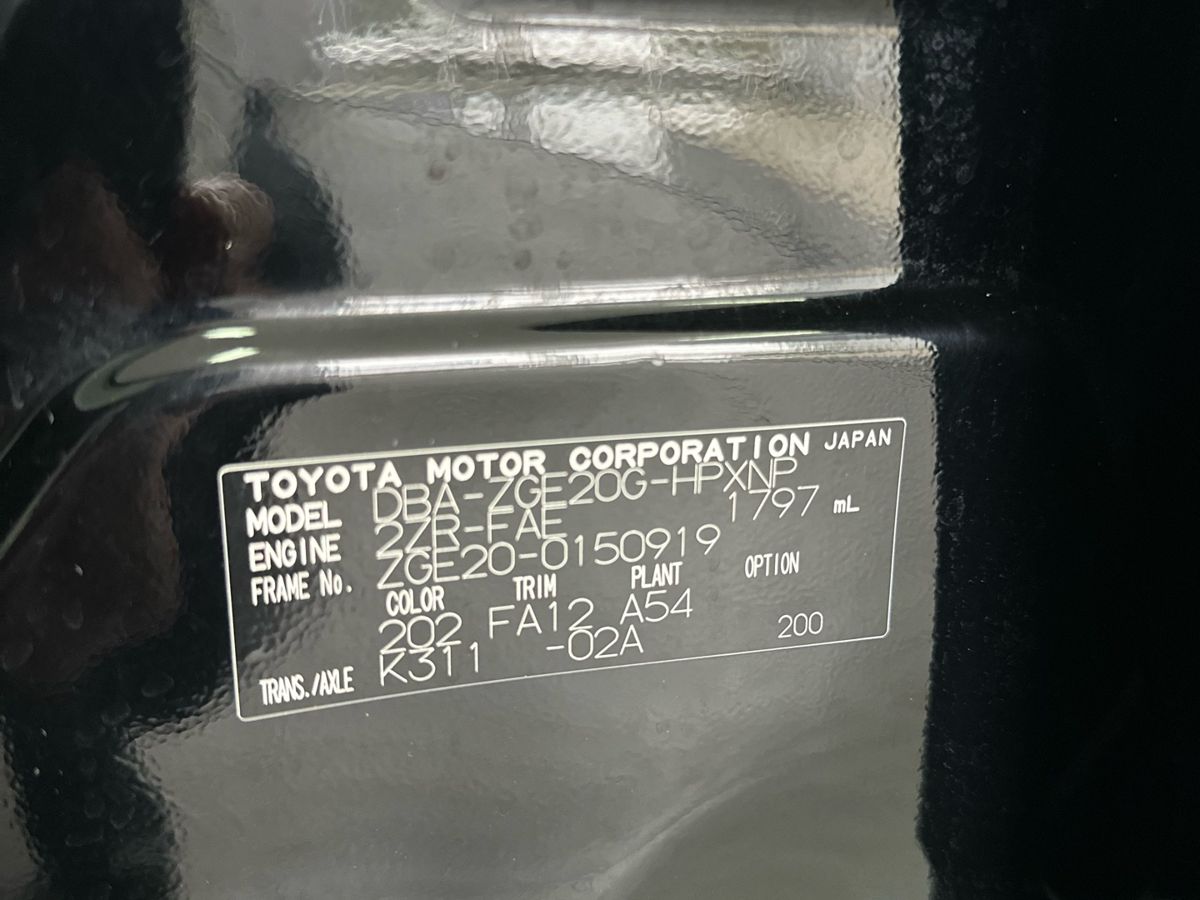 TOYOTA MOTOR CORPORATION JAPAN
MODEL DBA-ZGE20G-HPXNP
ENGINE 2ZR-FAE 1797 mL
FRAME No. ZGE20-0150919
COLOR TRIM PLANT OPTION
202 FA12 A54
TRANS./AXLE K311 -02A 200